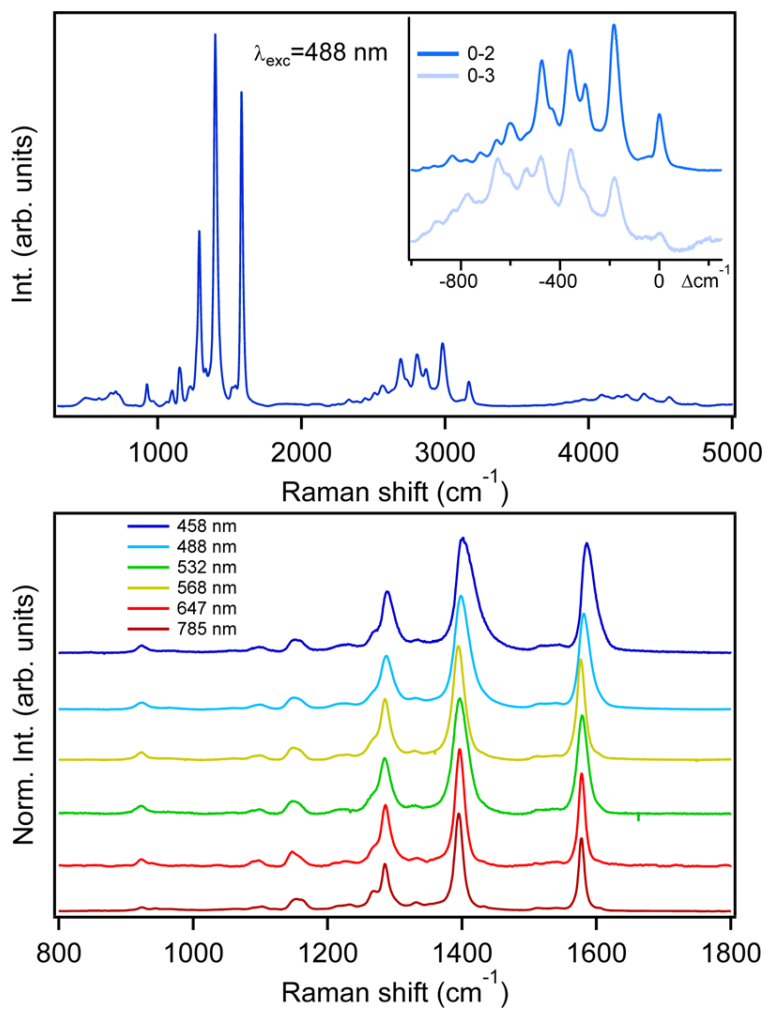 λexc=488 nm
0-2
0-3
Int. (arb. units)
-800 -400 0 Δcm-1
1000 2000 3000 4000 5000
Raman shift (cm-1)
458 nm
488 nm
532 nm
568 nm
647 nm
785 nm
Norm. Int. (arb. units)
800 1000 1200 1400 1600 1800
Raman shift (cm-1)